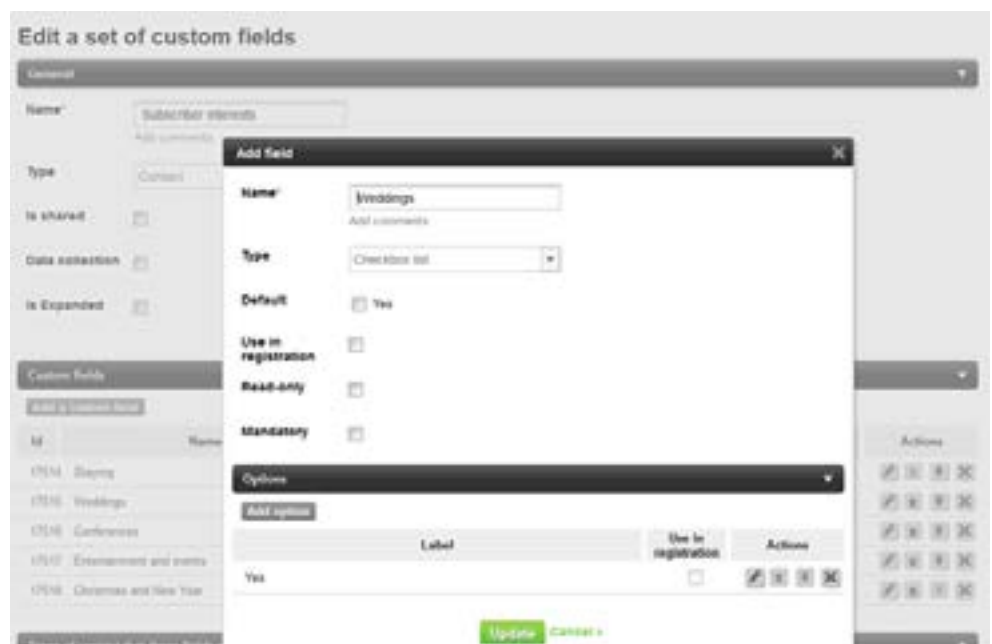 Edit a set of custom fields
General
Name*
Subscriber interests
Add comments
Type
Contact
Is shared
Data collection
Is Expanded
Custom fields
Add a custom field
Id Name Actions
17514 Staying
17515 Weddings
17516 Conferences
17517 Entertainment and events
17518 Christmas and New Year
Add field
Name*
Weddings
Add comments
Type
Checkbox list
Default
Yes
Use in
registration
Read-only
Mandatory
Options
Add option
Label Use in registration Actions
Yes
Update Cancel »